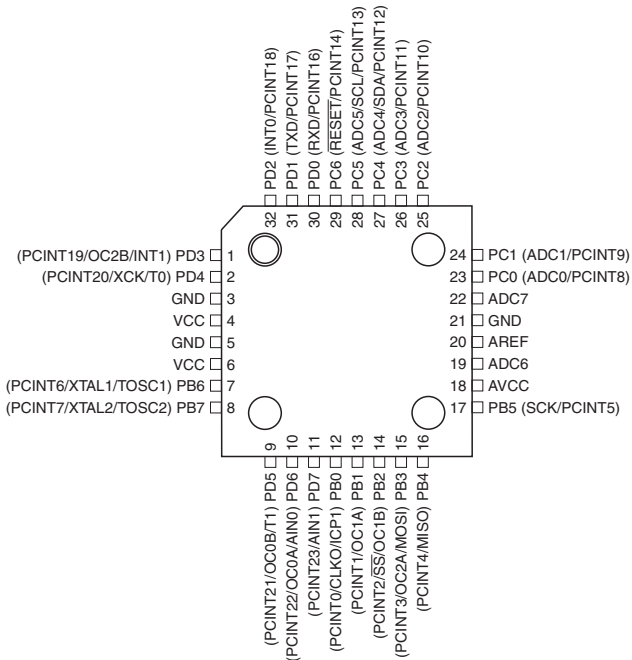 PD2 (INT0/PCINT18)
PD1 (TXD/PCINT17)
PD0 (RXD/PCINT16)
PC6 (RESET/PCINT14)
PC5 (ADC5/SCL/PCINT13)
PC4 (ADC4/SDA/PCINT12)
PC3 (ADC3/PCINT11)
PC2 (ADC2/PCINT10)
32 31 30 29 28 27 26 25
(PCINT19/OC2B/INT1) PD3 1
(PCINT20/XCK/T0) PD4 2
GND 3
VCC 4
GND 5
VCC 6
(PCINT6/XTAL1/TOSC1) PB6 7
(PCINT7/XTAL2/TOSC2) PB7 8
24 PC1 (ADC1/PCINT9)
23 PC0 (ADC0/PCINT8)
22 ADC7
21 GND
20 AREF
19 ADC6
18 AVCC
17 PB5 (SCK/PCINT5)
9 10 11 12 13 14 15 16
(PCINT21/OC0B/T1) PD5
(PCINT22/OC0A/AIN0) PD6
(PCINT23/AIN1) PD7
(PCINT0/CLKO/ICP1) PB0
(PCINT1/OC1A) PB1
(PCINT2/SS/OC1B) PB2
(PCINT3/OC2A/MOSI) PB3
(PCINT4/MISO) PB4